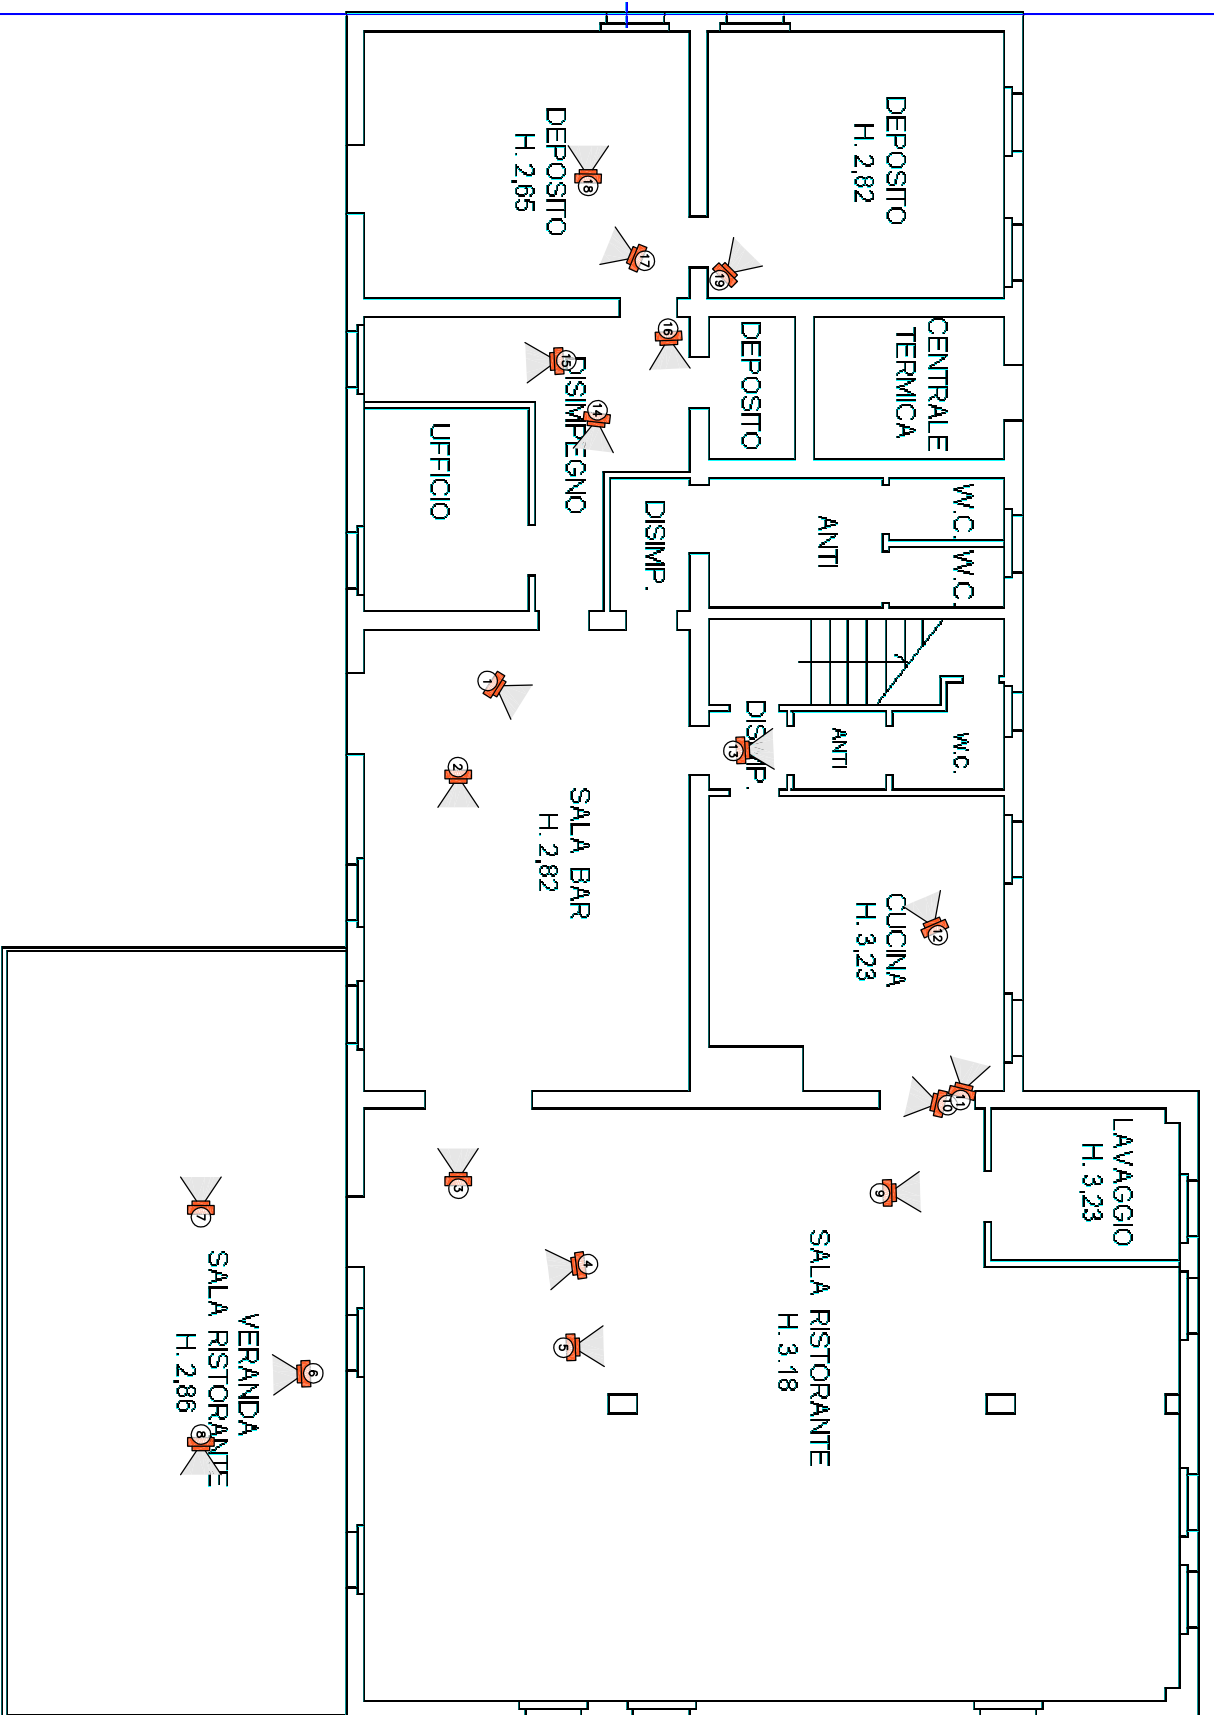 DEPOSITO
H. 2,65
DEPOSITO
H. 2,82
18
17
19
16
15
14
DISIMPEGNO
DEPOSITO
CENTRALE
TERMICA
UFFICIO
DISIMP.
ANTI
W.C.
W.C.
1
2
SALA BAR
H. 2,82
DISIMP.
13
ANTI
W.C.
CUCINA
H. 3,23
12
11
10
LAVAGGIO
H. 3,23
3
9
4
5
SALA RISTORANTE
H. 3.18
7
6
8
VERANDA
SALA RISTORANTE
H. 2,86